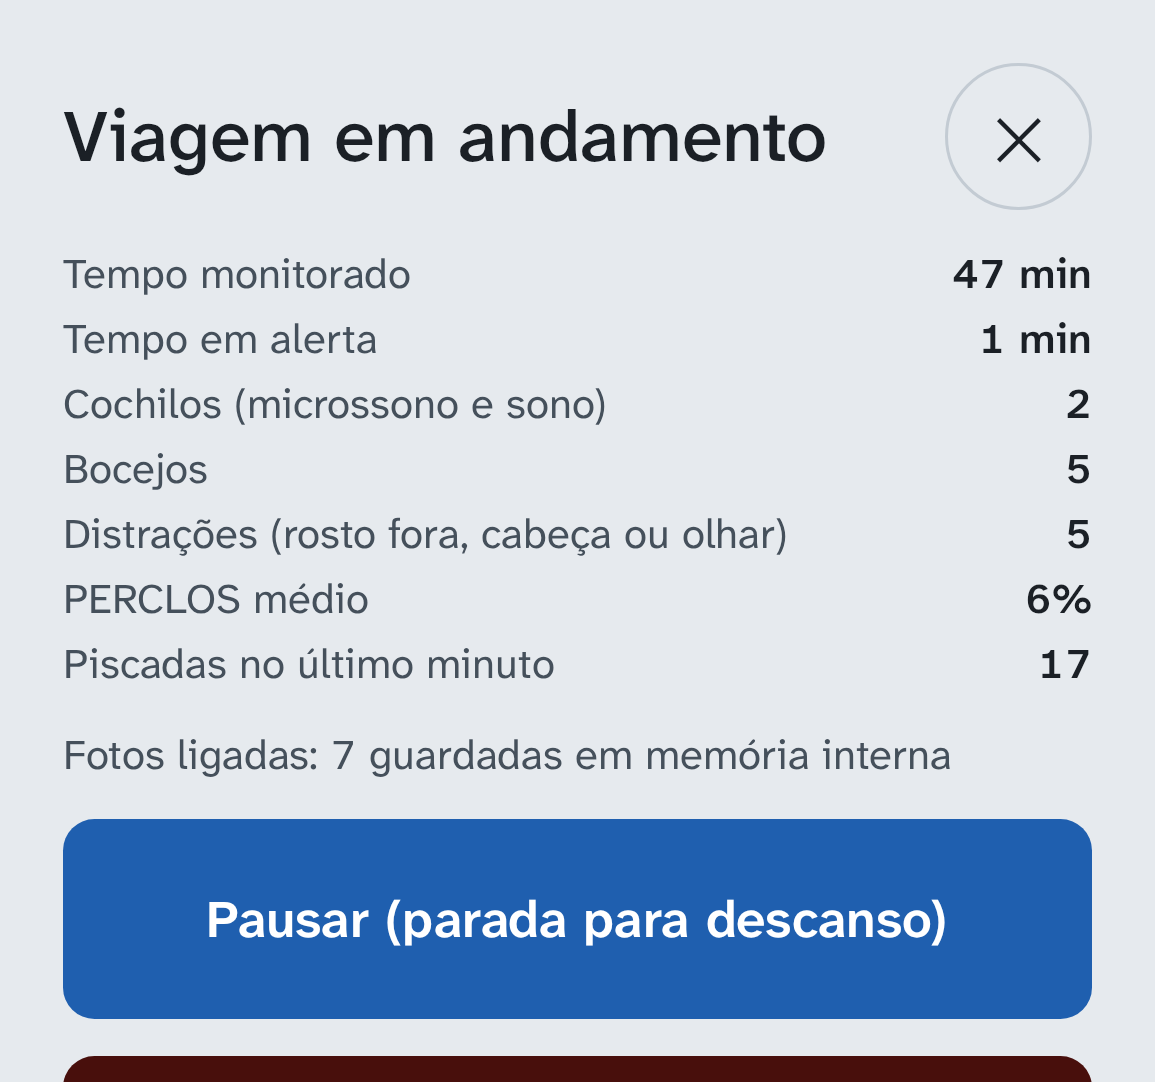 Viagem em andamento
Tempo monitorado 47 min
Tempo em alerta 1 min
Cochilos (microssono e sono) 2
Bocejos 5
Distrações (rosto fora, cabeça ou olhar) 5
PERCLOS médio 6%
Piscadas no último minuto 17
Fotos ligadas: 7 guardadas em memória interna
Pausar (parada para descanso)